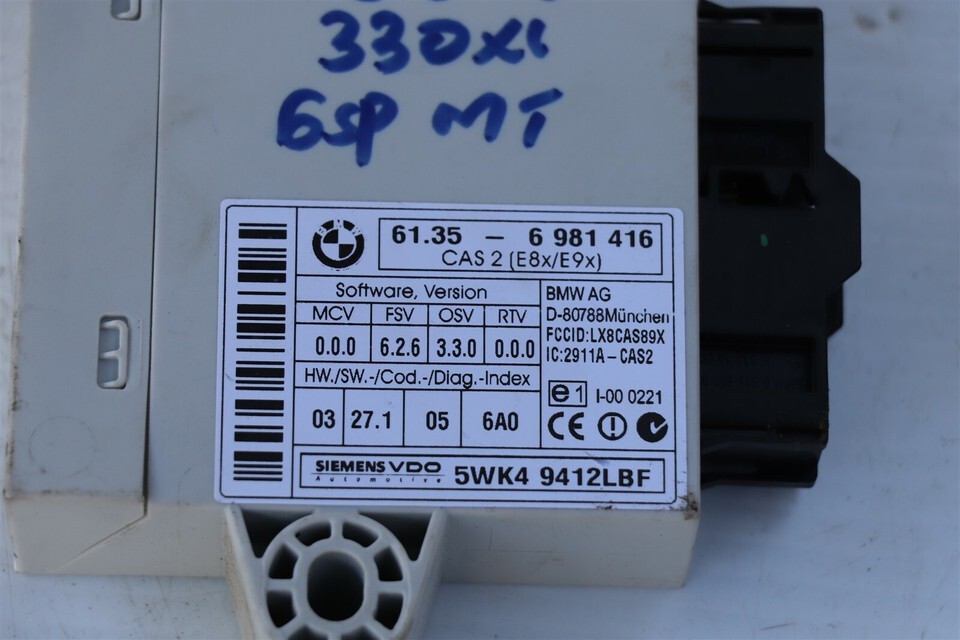 330xi
6SP MT
BMW
61.35 – 6 981 416
CAS 2 (E8x/E9x)
Software, Version
MCV FSV OSV RTV
0.0.0 6.2.6 3.3.0 0.0.0
HW./SW.-/Cod.-/Diag.-Index
03 27.1 05 6A0
BMW AG
D-80788München
FCCID:LX8CAS89X
IC:2911A – CAS2
e1 I-00 0221
CE
SIEMENS VDO
Automotive
5WK4 9412LBF